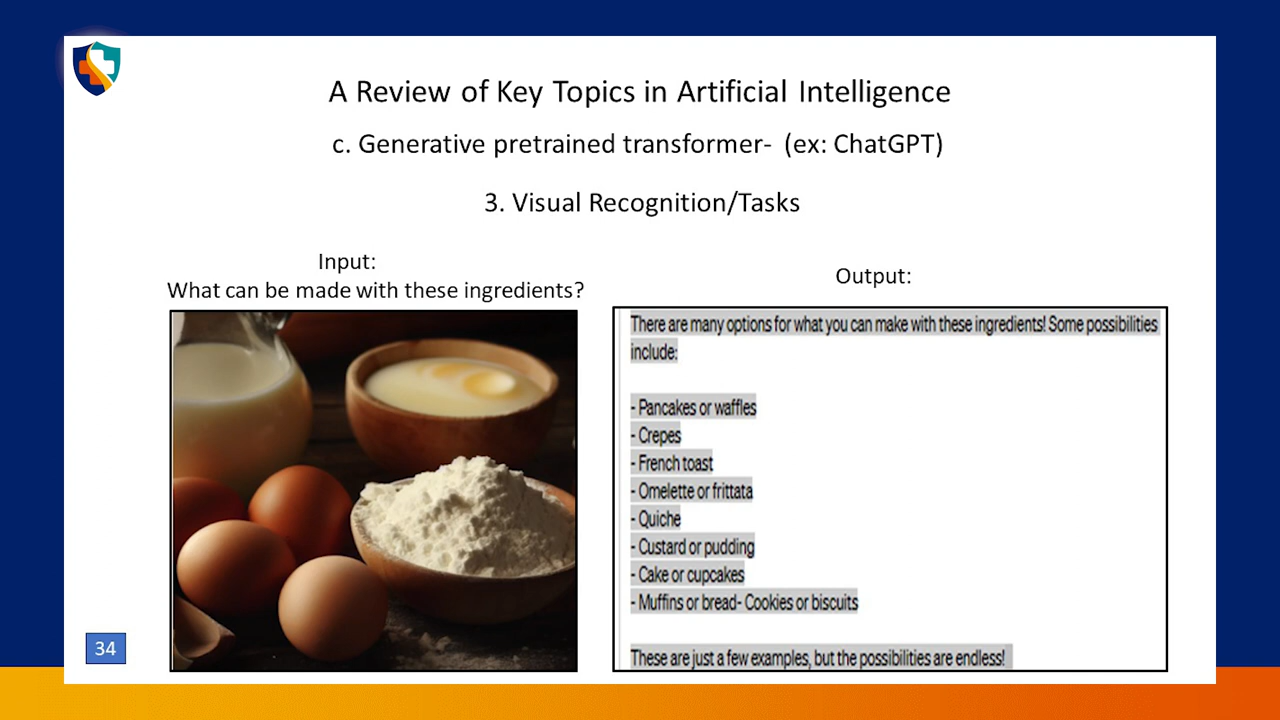 A Review of Key Topics in Artificial Intelligence
c. Generative pretrained transformer-  (ex: ChatGPT)
3. Visual Recognition/Tasks
Input:
What can be made with these ingredients?
Output:
There are many options for what you can make with these ingredients! Some possibilities
include:
- Pancakes or waffles
- Crepes
- French toast
- Omelette or frittata
- Quiche
- Custard or pudding
- Cake or cupcakes
- Muffins or bread- Cookies or biscuits
These are just a few examples, but the possibilities are endless!
34